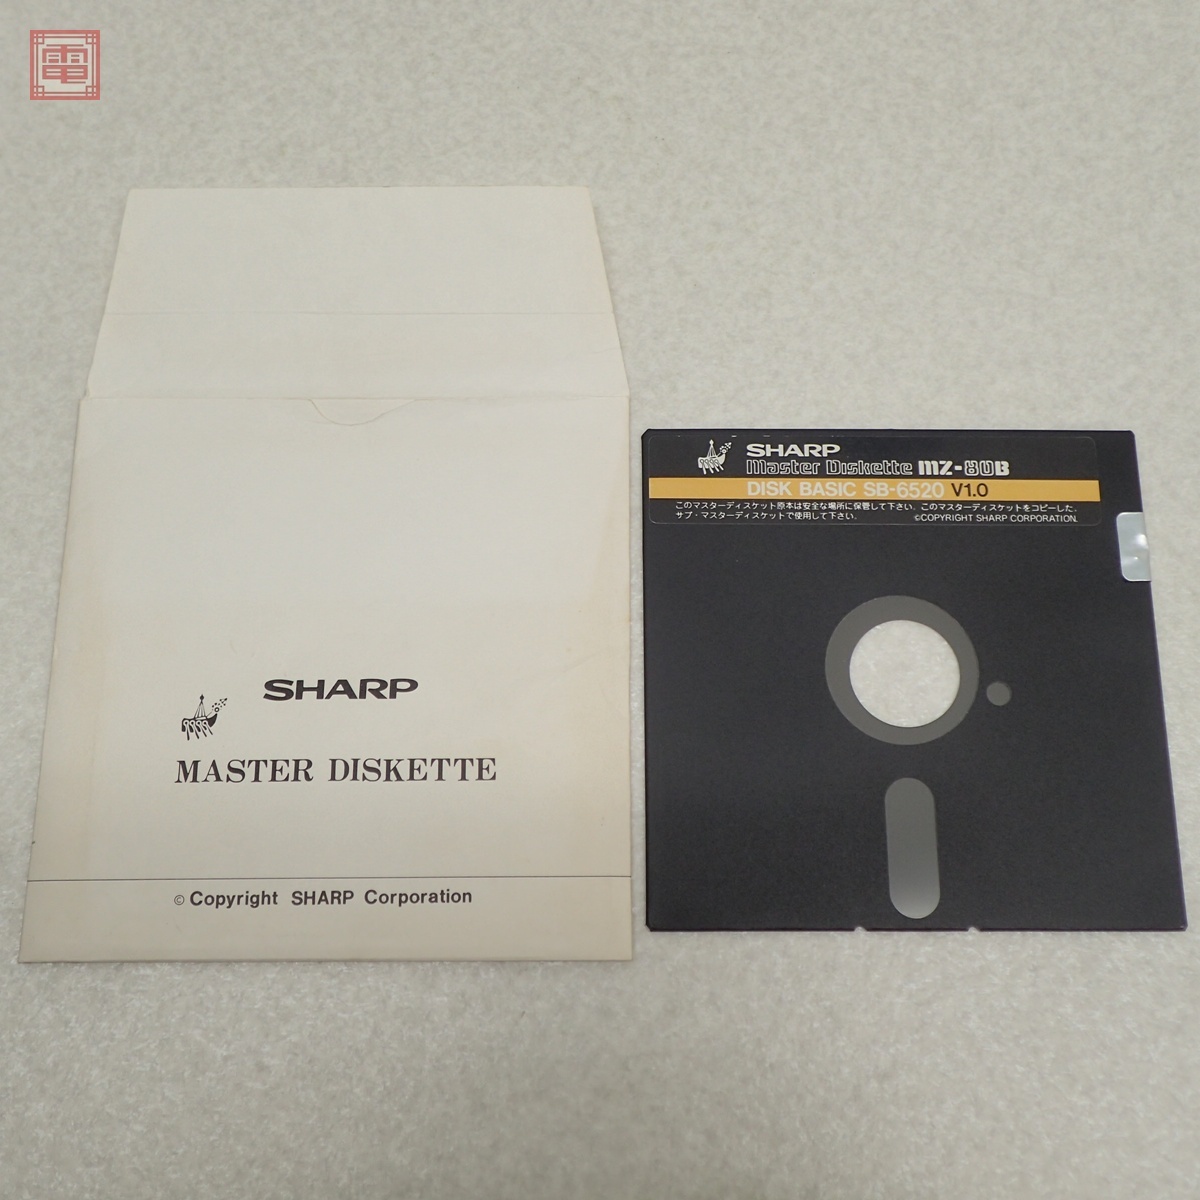 電
SHARP
MASTER DISKETTE
© Copyright SHARP Corporation
SHARP
Master Diskette MZ-80B
DISK BASIC SB-6520 V1.0
このマスターディスケット原本は安全な場所に保管して下さい。このマスターディスケットをコピーした、
サブ・マスターディスケットで使用して下さい。 ©COPYRIGHT SHARP CORPORATION.